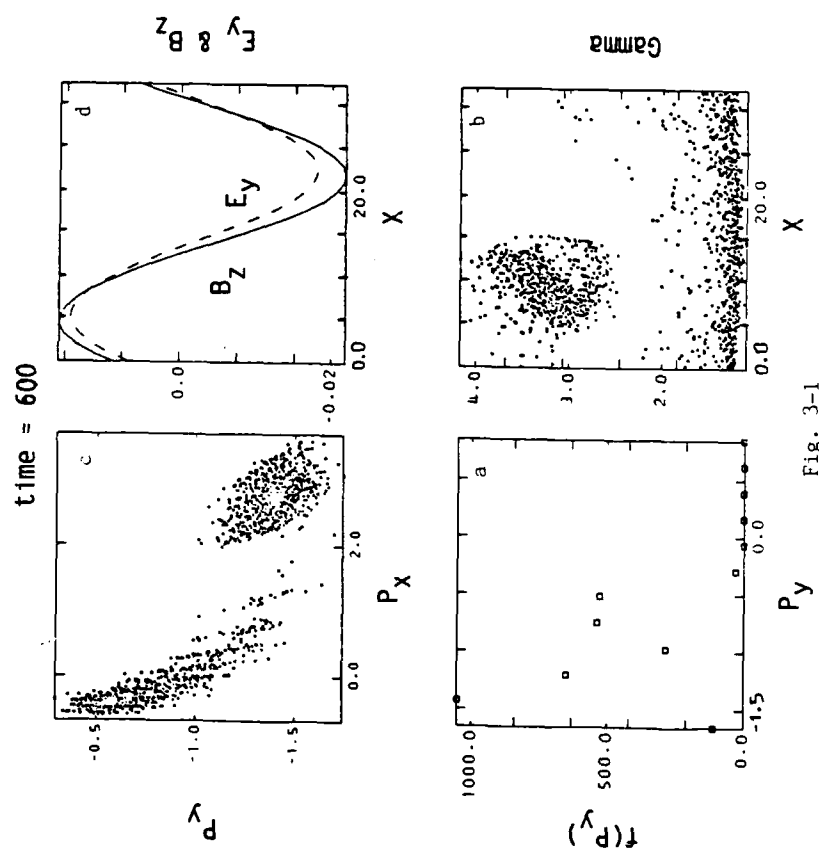 time = 600
c
P_y
-0.5
-1.0
-1.5
0.0
2.0
P_X
d
E_y & B_z
0.0
-0.02
B_Z
E_y
0.0
20.0
X
a
f(P_y)
1000.0
500.0
0.0
-1.5
0.0
P_y
b
Gamma
4.0
3.0
2.0
0.0
20.0
X
Fig. 3-1